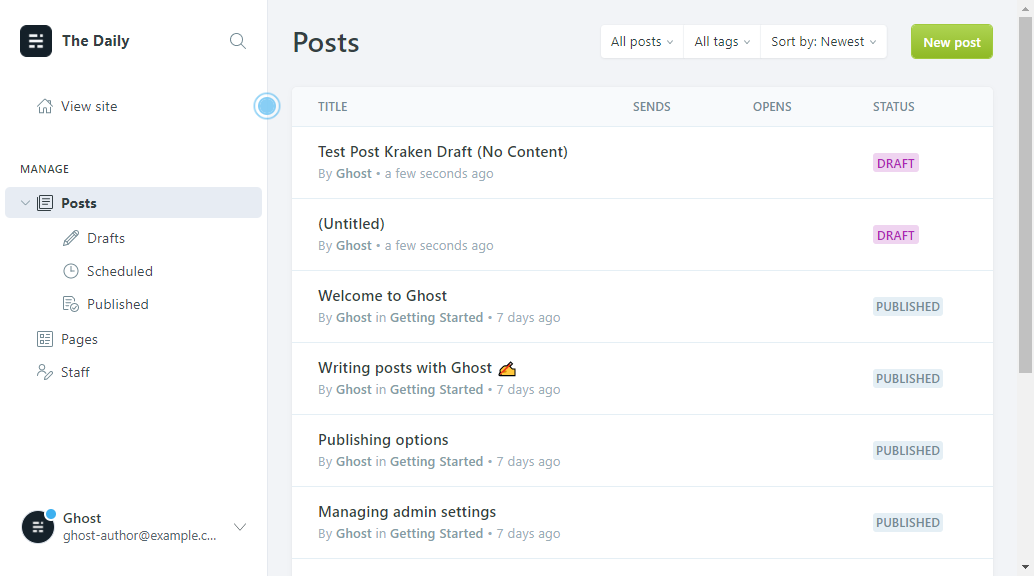 The Daily
View site
MANAGE
Posts
Drafts
Scheduled
Published
Pages
Staff
Ghost
ghost-author@example.c...
Posts
All posts
All tags
Sort by: Newest
New post
TITLE SENDS OPENS STATUS
Test Post Kraken Draft (No Content)
By Ghost • a few seconds ago
DRAFT
(Untitled)
By Ghost • a few seconds ago
DRAFT
Welcome to Ghost
By Ghost in Getting Started • 7 days ago
PUBLISHED
Writing posts with Ghost ✍️
By Ghost in Getting Started • 7 days ago
PUBLISHED
Publishing options
By Ghost in Getting Started • 7 days ago
PUBLISHED
Managing admin settings
By Ghost in Getting Started • 7 days ago
PUBLISHED